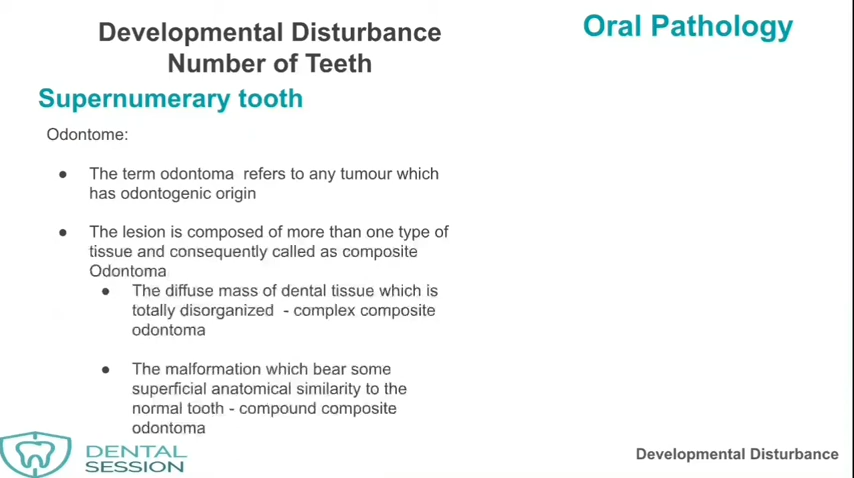 Developmental Disturbance
Number of Teeth
Oral Pathology
Supernumerary tooth
Odontome:
● The term odontoma refers to any tumour which
has odontogenic origin
● The lesion is composed of more than one type of
tissue and consequently called as composite
Odontoma
● The diffuse mass of dental tissue which is
totally disorganized - complex composite
odontoma
● The malformation which bear some
superficial anatomical similarity to the
normal tooth - compound composite
odontoma
DENTAL
SESSION
Developmental Disturbance